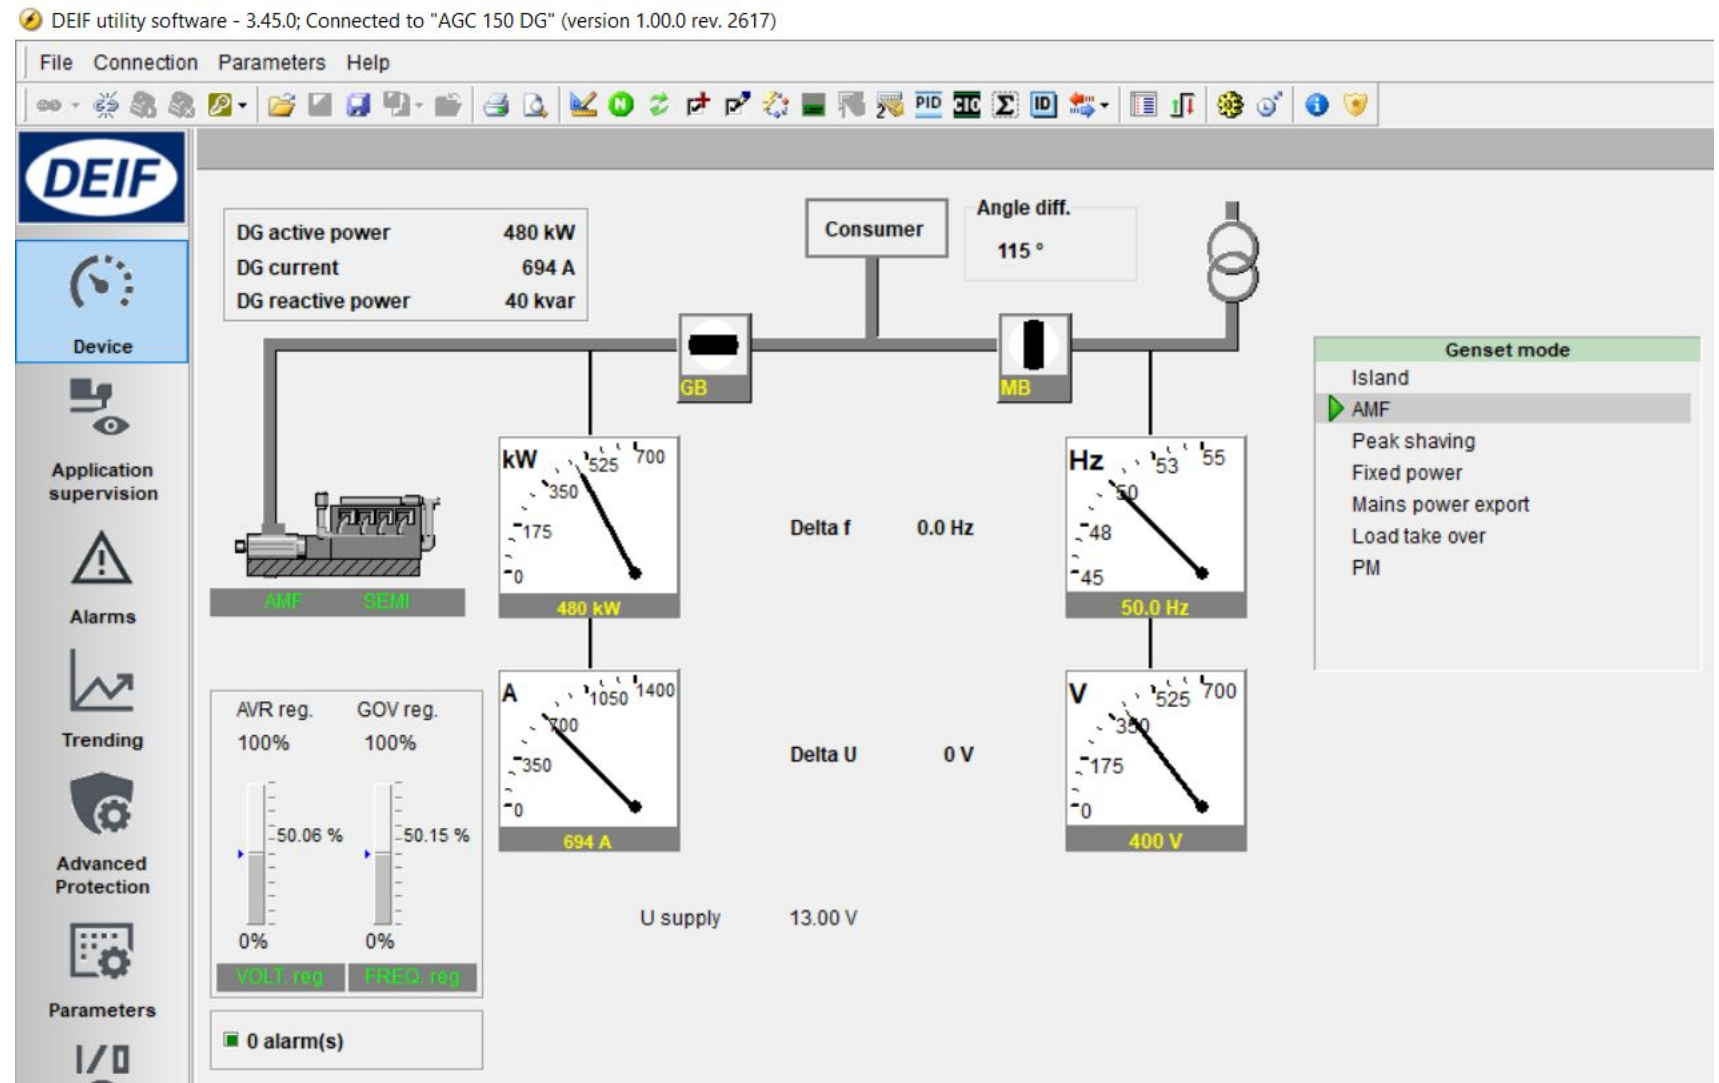 DEIF utility software - 3.45.0; Connected to "AGC 150 DG" (version 1.00.0 rev. 2617)
File Connection Parameters Help
N PID CIO Σ ID i
DEIF
Device
Application
supervision
Alarms
Trending
Advanced
Protection
Parameters
I/O
DG active power 480 kW
DG current 694 A
DG reactive power 40 kvar
Consumer
Angle diff.
115 °
GB
MB
AMF SEMI
kW
0
175
350
525
700
480 kW
A
0
350
700
1050
1400
694 A
Delta f 0.0 Hz
Delta U 0 V
Hz
45
48
50
53
55
50.0 Hz
V
0
175
350
525
700
400 V
Genset mode
Island
AMF
Peak shaving
Fixed power
Mains power export
Load take over
PM
AVR reg. GOV reg.
100% 100%
50.06 % 50.15 %
0% 0%
VOLT. reg FREQ. reg
U supply 13.00 V
0 alarm(s)